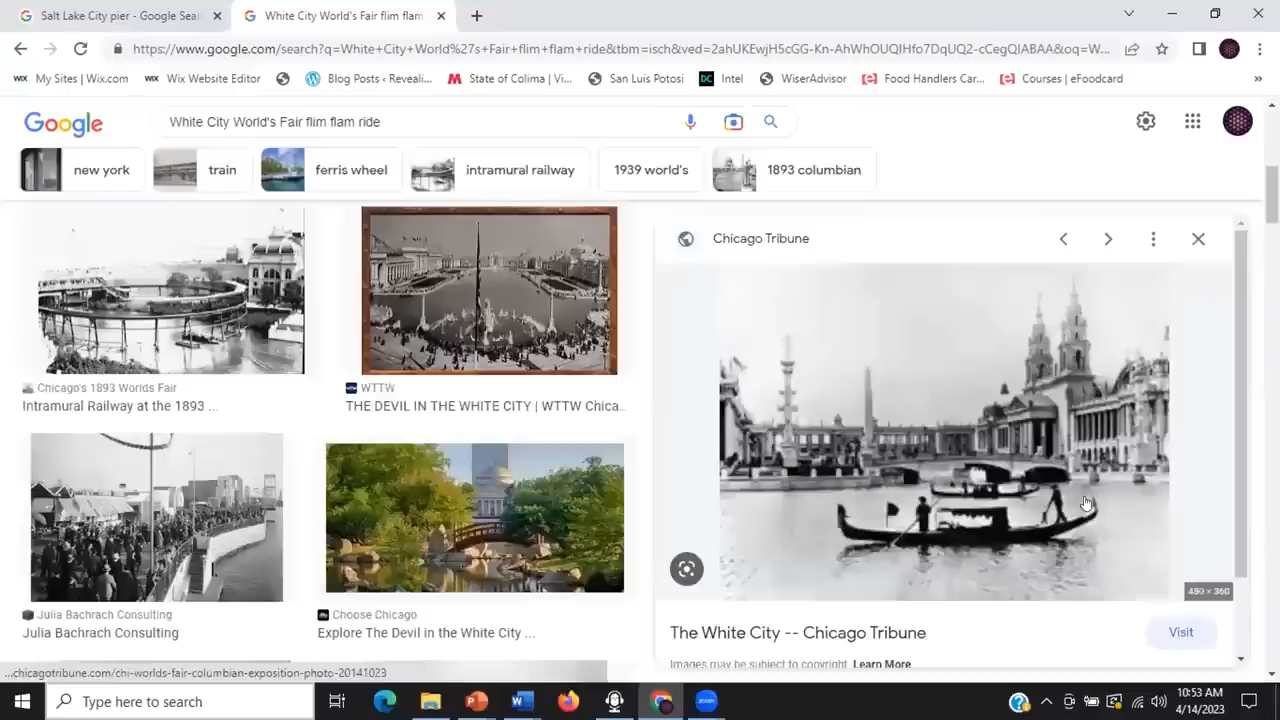 Salt Lake City pier - Google Sear
White City World's Fair flim flam
https://www.google.com/search?q=White+City+World%27s+Fair+flim+flam+ride&tbm=isch&ved=2ahUKEwjH5cGG-Kn-AhWhOUQIHfo7DqUQ2-cCegQIABAA&oq=W...
WiX My Sites | Wix.com
WiX Wix Website Editor
Blog Posts ‹ Reveali...
State of Colima | Vi...
San Luis Potosi
DC Intel
WiserAdvisor
Food Handlers Car...
Courses | eFoodcard
»
Google
White City World's Fair flim flam ride
new york
train
ferris wheel
intramural railway
1939 world's
1893 columbian
Chicago Tribune
Chicago's 1893 Worlds Fair
Intramural Railway at the 1893 ...
WTTW
THE DEVIL IN THE WHITE CITY | WTTW Chica...
Julia Bachrach Consulting
Julia Bachrach Consulting
Choose Chicago
Explore The Devil in the White City ...
480 × 360
The White City -- Chicago Tribune
Visit
Images may be subject to copyright. Learn More
...chicagotribune.com/chi-worlds-fair-columbian-exposition-photo-20141023
Type here to search
zoom
10:53 AM
4/14/2023